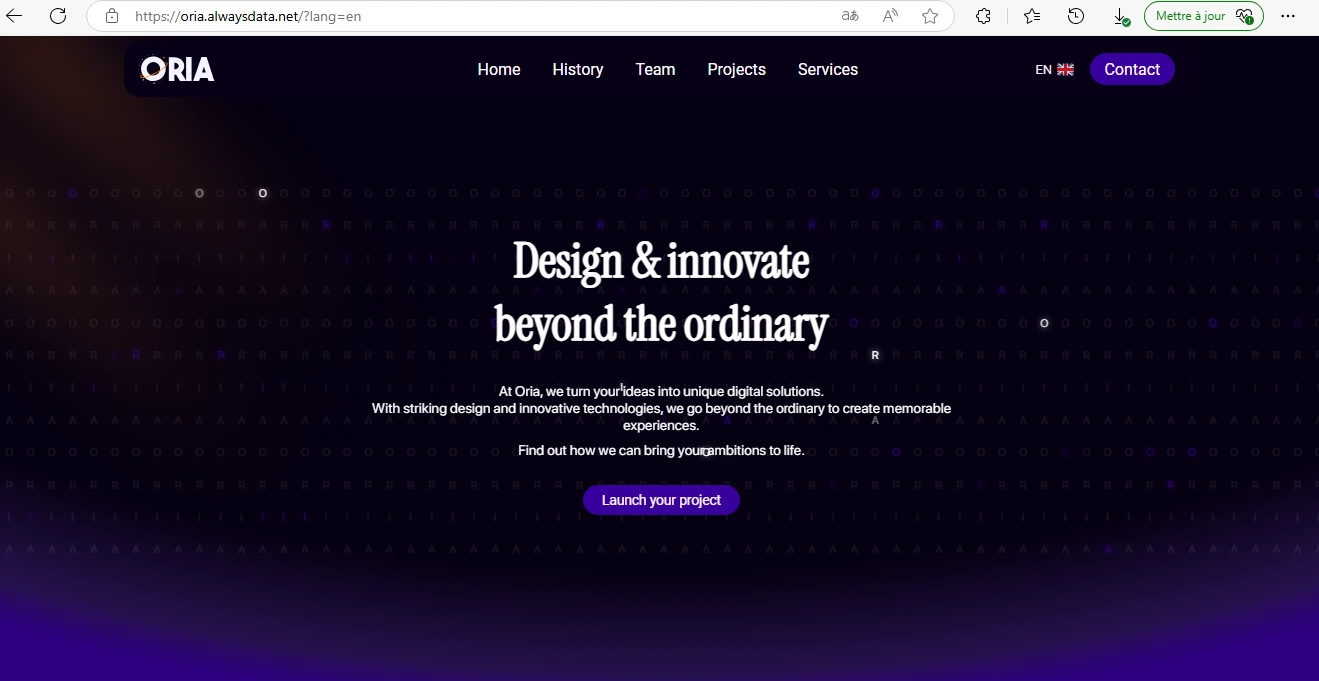 https://oria.alwaysdata.net/?lang=en
Mettre à jour
ORIA
Home
History
Team
Projects
Services
EN
Contact
Design & innovate
beyond the ordinary
At Oria, we turn your ideas into unique digital solutions.
With striking design and innovative technologies, we go beyond the ordinary to create memorable
experiences.
Find out how we can bring your ambitions to life.
Launch your project